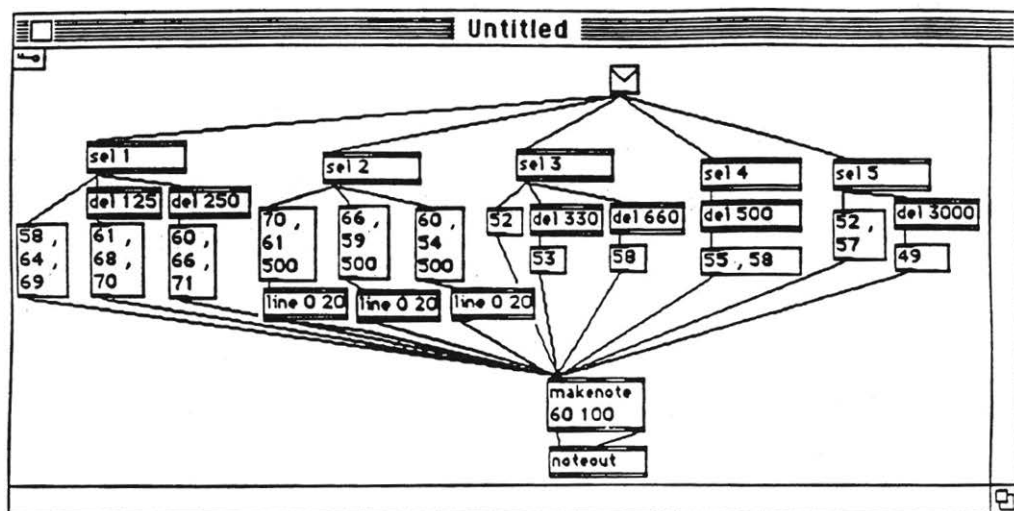 Untitled
sel 1
sel 2
sel 3
sel 4
sel 5
del 125
del 250
58 ,
64 ,
69
61 ,
68 ,
70
60 ,
66 ,
71
70 ,
61
500
66 ,
59
500
60 ,
54
500
line 0 20
line 0 20
line 0 20
52
del 330
del 660
53
58
del 500
55 , 58
52 ,
57
del 3000
49
makenote
60 100
noteout